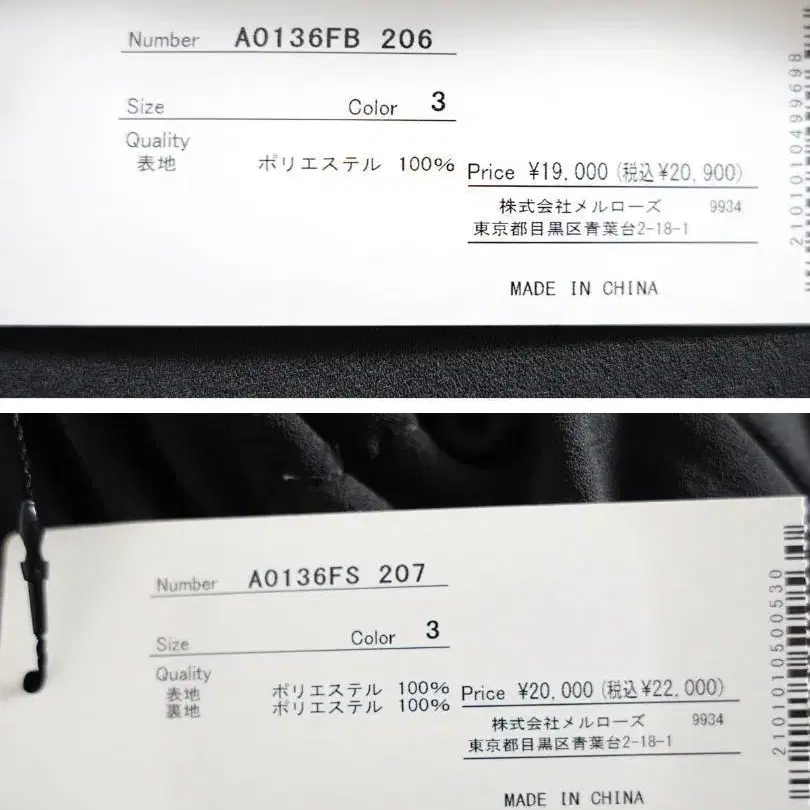 Number A0136FB 206
Size Color 3
Quality
表地 ポリエステル 100%
Price ¥19,000 (税込¥20,900)
株式会社メルローズ 9934
東京都目黒区青葉台2-18-1
MADE IN CHINA
2101010499698
Number A0136FS 207
Size Color 3
Quality
表地 ポリエステル 100%
裏地 ポリエステル 100%
Price ¥20,000 (税込¥22,000)
株式会社メルローズ 9934
東京都目黒区青葉台2-18-1
MADE IN CHINA
2101010500530